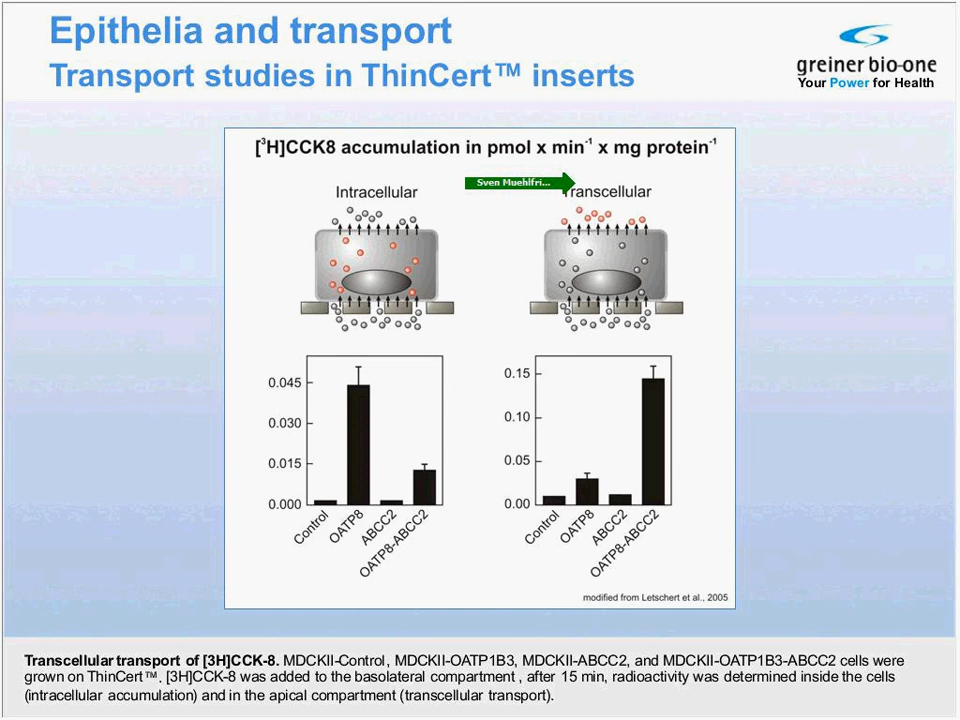 Epithelia and transport
Transport studies in ThinCert™ inserts
greiner bio-one
Your Power for Health
[³H]CCK8 accumulation in pmol x min⁻¹ x mg protein⁻¹
Intracellular
Sven Muehlfri...
Transcellular
0.045
0.030
0.015
0.000
Control
OATP8
ABCC2
OATP8-ABCC2
0.15
0.10
0.05
0.00
Control
OATP8
ABCC2
OATP8-ABCC2
modified from Letschert et al., 2005
Transcellular transport of [3H]CCK-8. MDCKII-Control, MDCKII-OATP1B3, MDCKII-ABCC2, and MDCKII-OATP1B3-ABCC2 cells were
grown on ThinCert™. [3H]CCK-8 was added to the basolateral compartment , after 15 min, radioactivity was determined inside the cells
(intracellular accumulation) and in the apical compartment (transcellular transport).